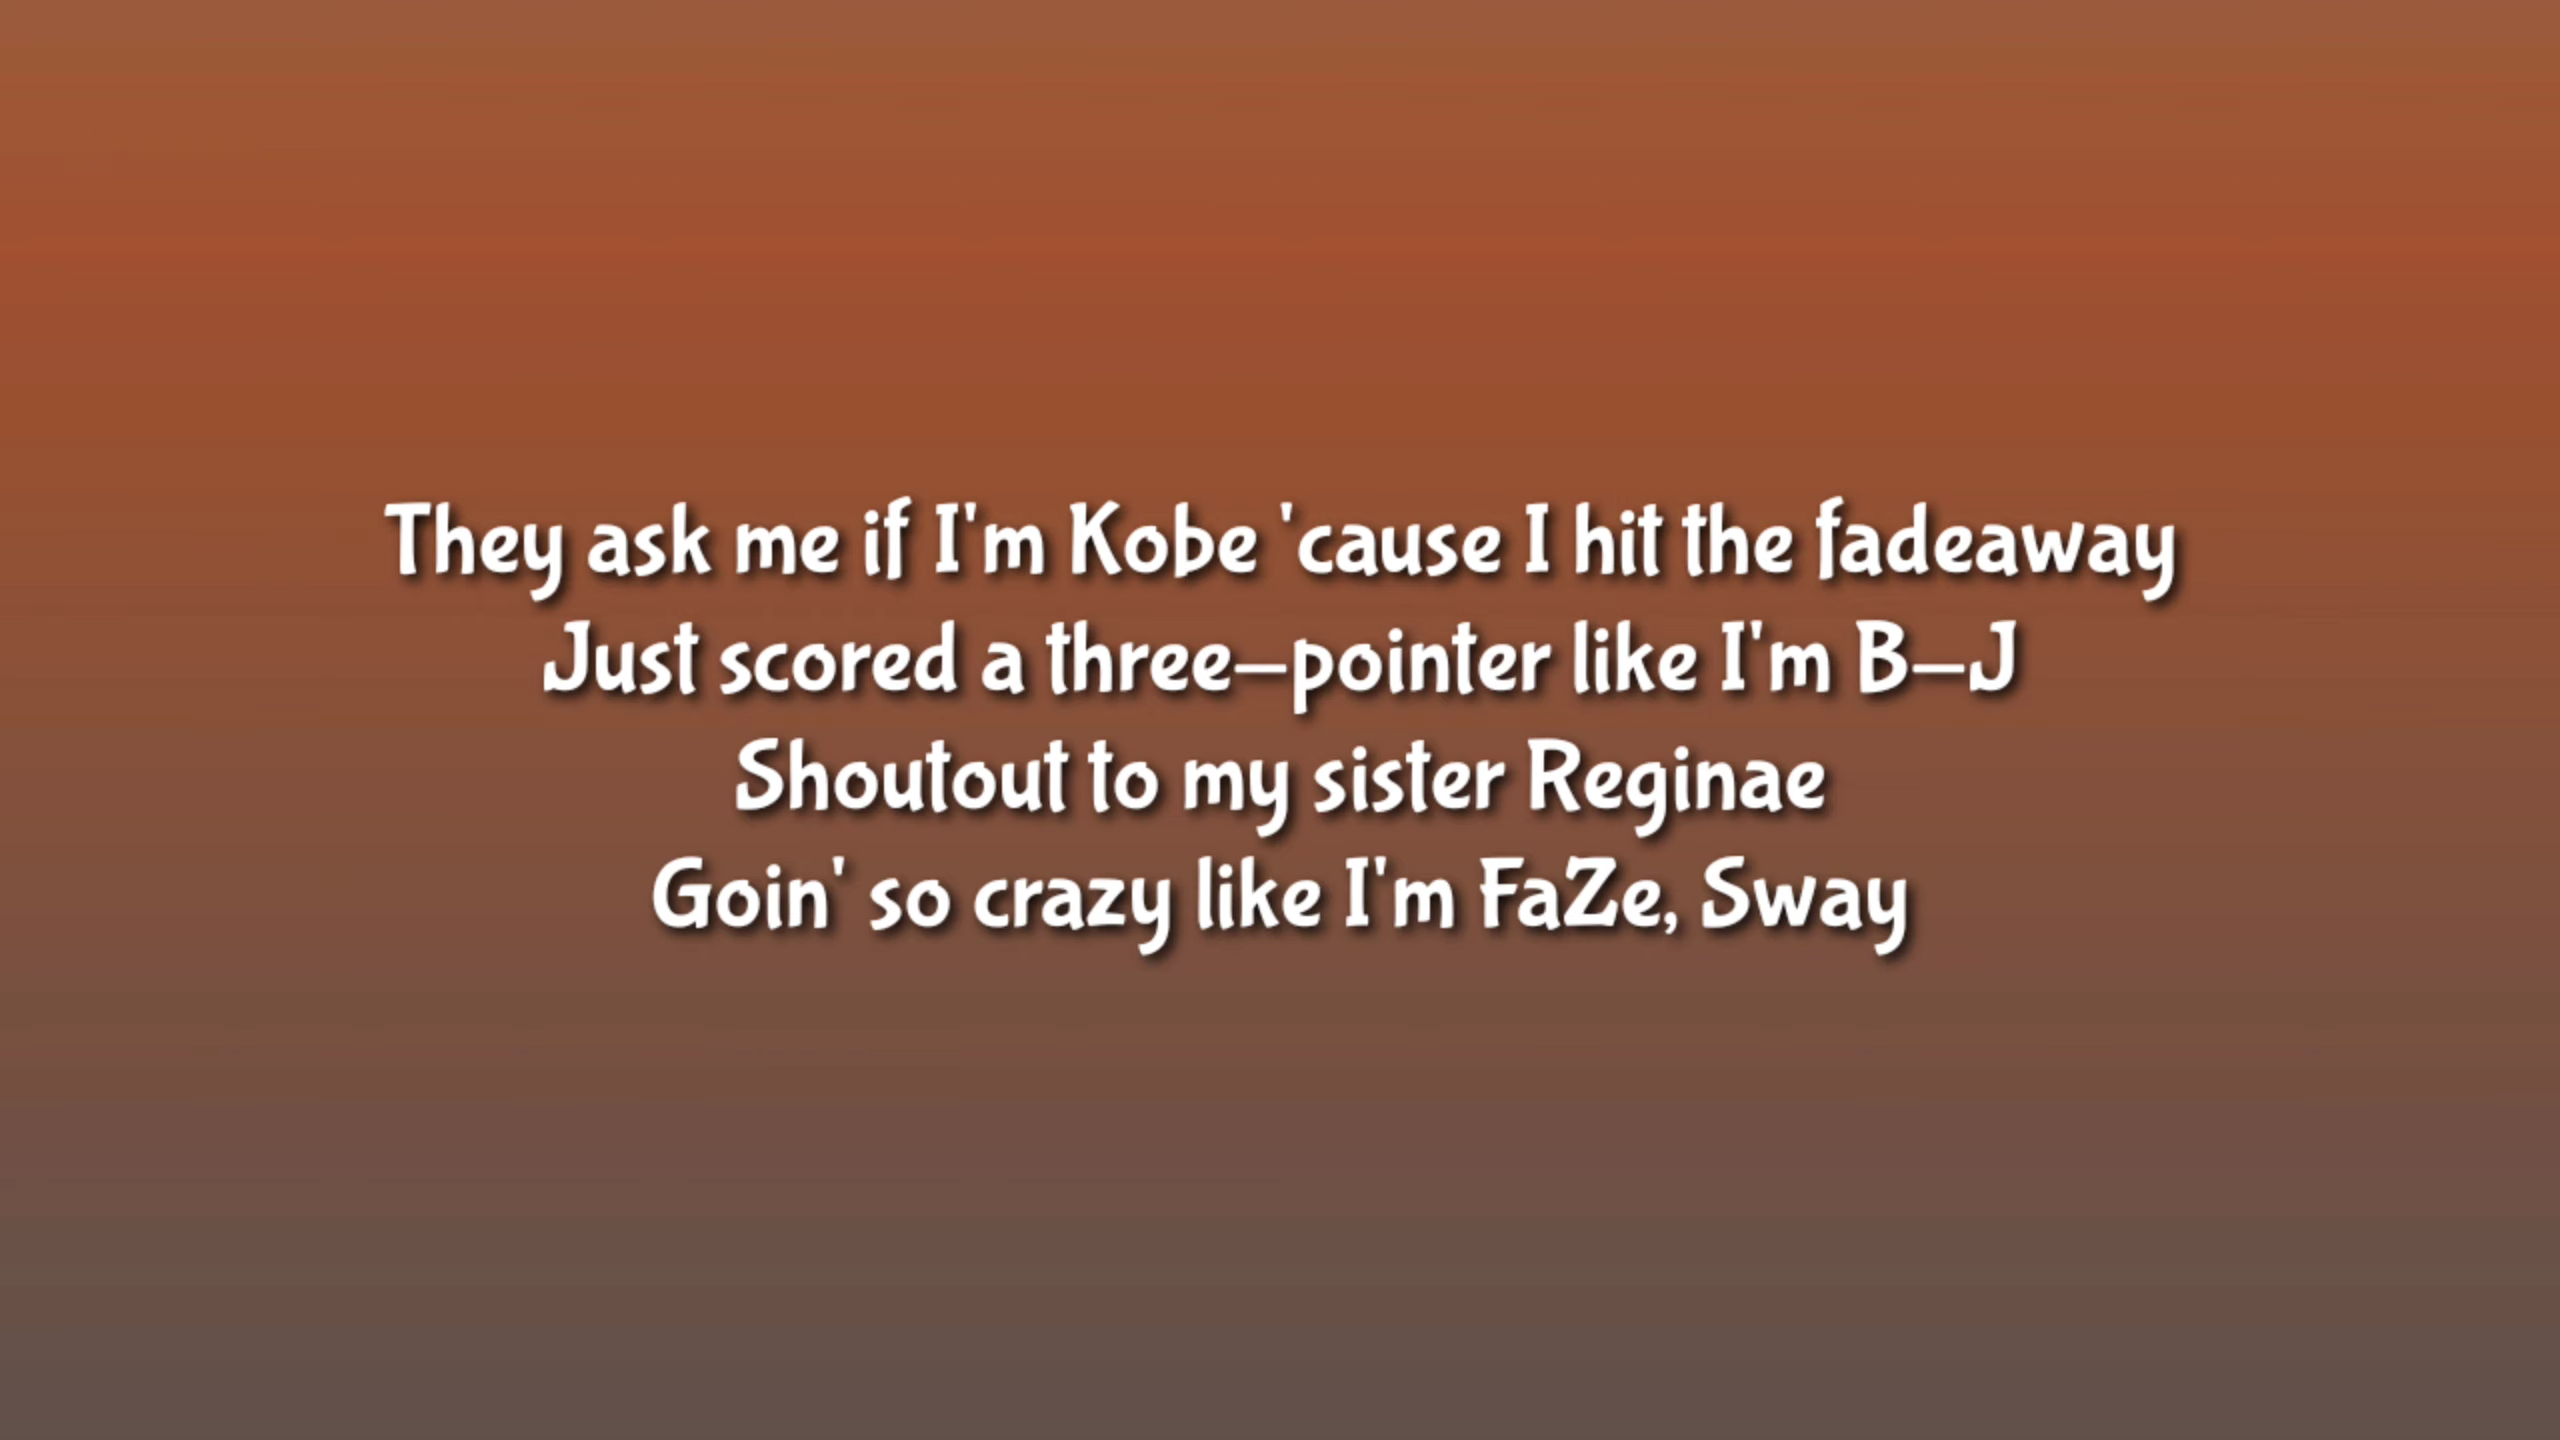 They ask me if I'm Kobe 'cause I hit the fadeaway
Just scored a three-pointer like I'm B-J
Shoutout to my sister Reginae
Goin' so crazy like I'm FaZe, Sway